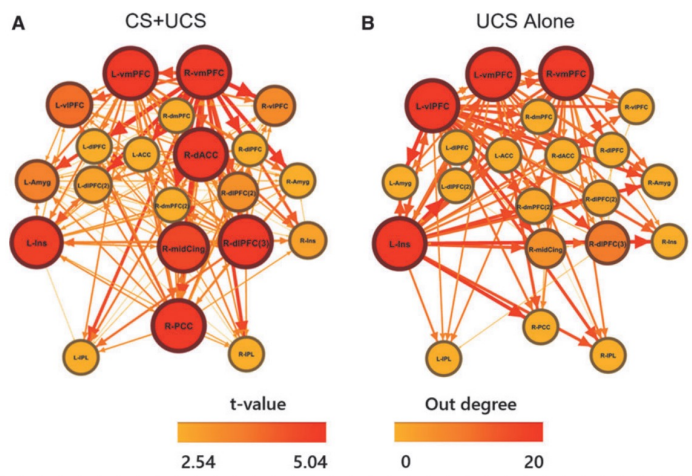 A CS+UCS
L-vmPFC R-vmPFC
L-vlPFC R-vlPFC
R-dmPFC
L-dlPFC L-ACC R-dACC R-dlPFC
L-Amyg L-dlPFC(2) R-dlPFC(2) R-Amyg
R-dmPFC(2)
L-Ins R-midCing R-dlPFC(3) R-Ins
R-PCC
L-IPL R-IPL
t-value
2.54 5.04
B UCS Alone
L-vmPFC R-vmPFC
L-vlPFC R-vlPFC
R-dmPFC
L-dlPFC L-ACC R-dACC R-dlPFC
L-Amyg L-dlPFC(2) R-dlPFC(2) R-Amyg
R-dmPFC(2)
L-Ins R-midCing R-dlPFC(3) R-Ins
R-PCC
L-IPL R-IPL
Out degree
0 20